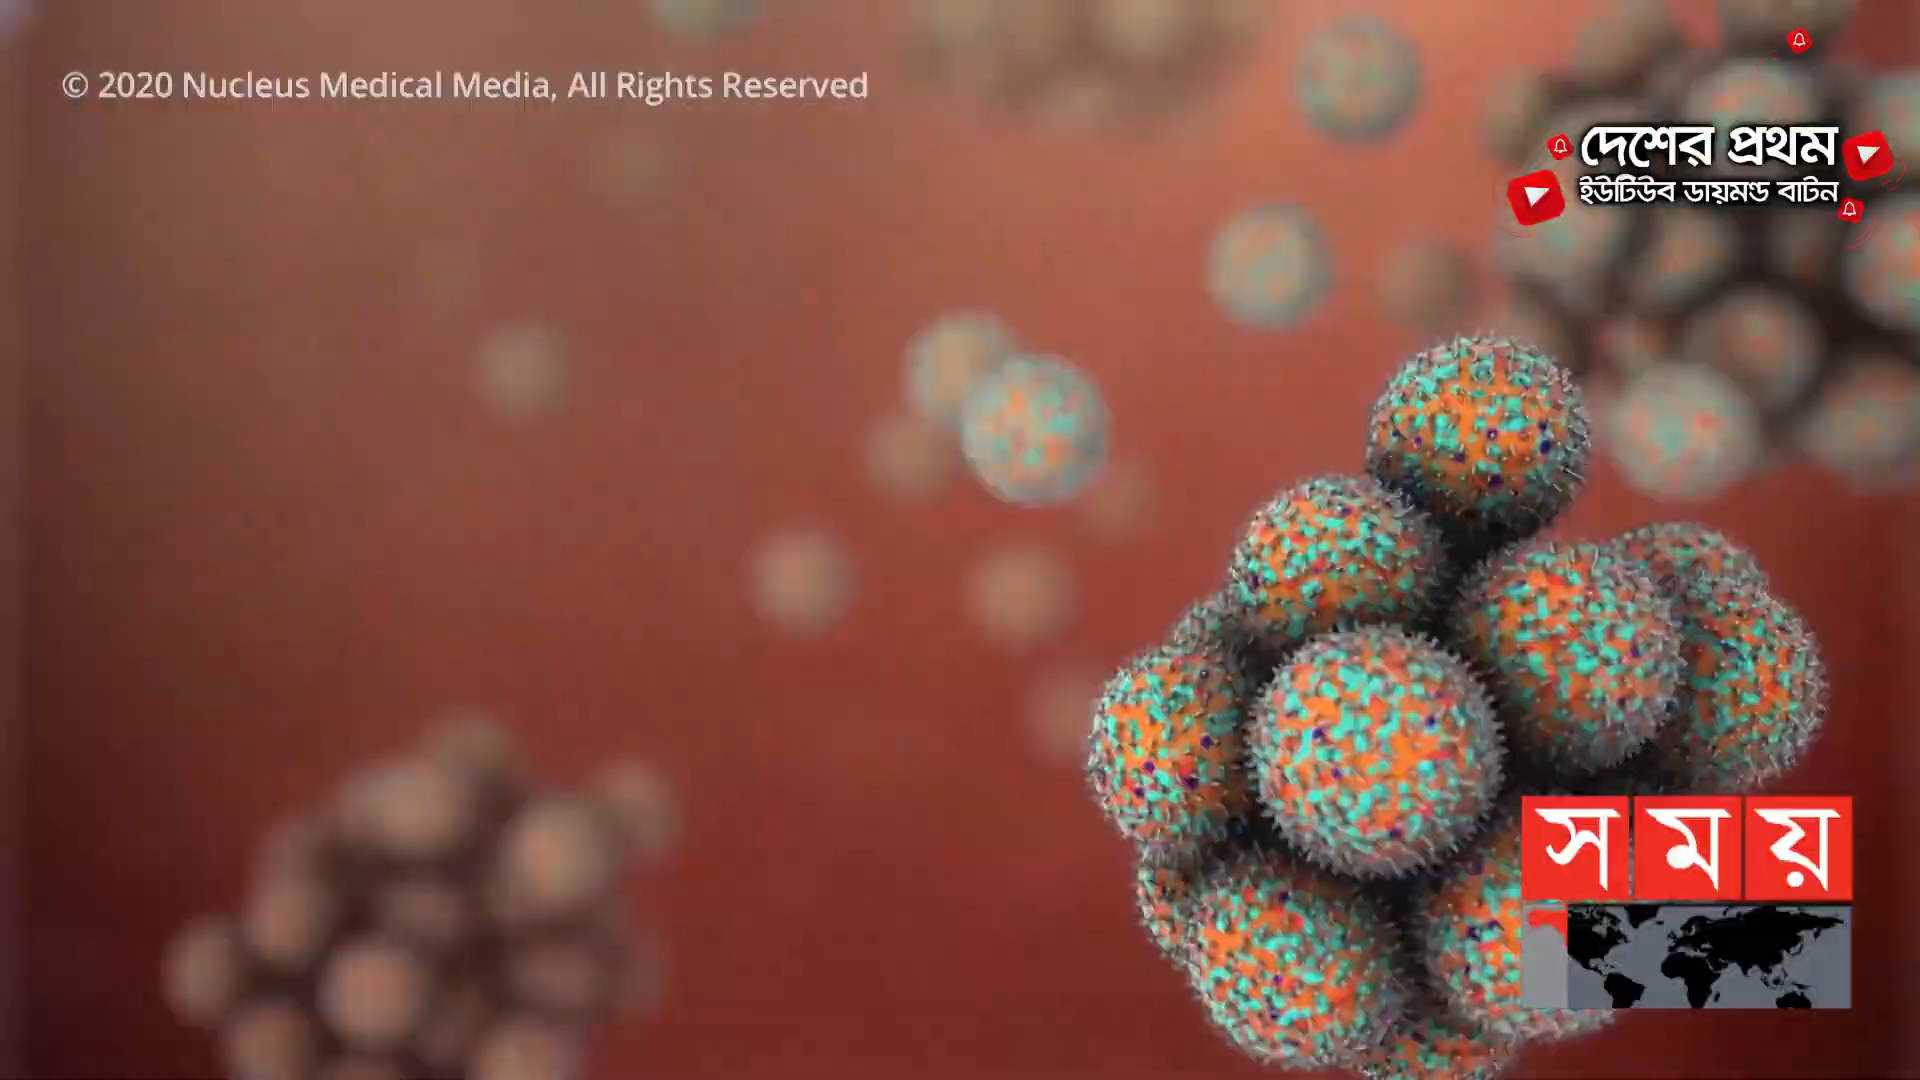 © 2020 Nucleus Medical Media, All Rights Reserved
দেশের প্রথম
ইউটিউব ডায়মন্ড বাটন
সময়